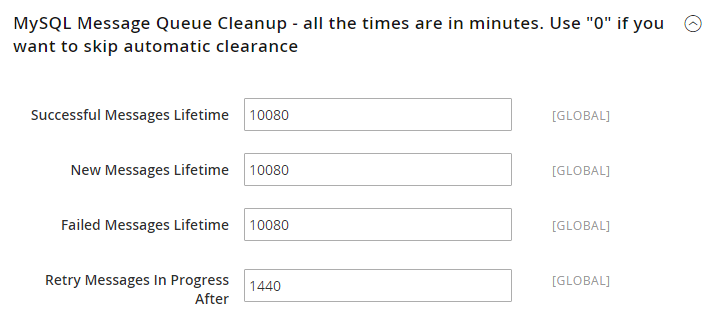 MySQL Message Queue Cleanup - all the times are in minutes. Use "0" if you
want to skip automatic clearance
Successful Messages Lifetime 10080 [GLOBAL]
New Messages Lifetime 10080 [GLOBAL]
Failed Messages Lifetime 10080 [GLOBAL]
Retry Messages In Progress
After 1440 [GLOBAL]